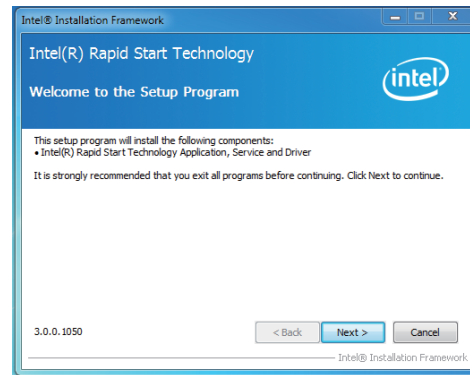 Intel® Installation Framework
Intel(R) Rapid Start Technology
Welcome to the Setup Program
intel
This setup program will install the following components:
• Intel(R) Rapid Start Technology Application, Service and Driver
It is strongly recommended that you exit all programs before continuing. Click Next to continue.
3.0.0.1050
< Back
Next >
Cancel
Intel® Installation Framework